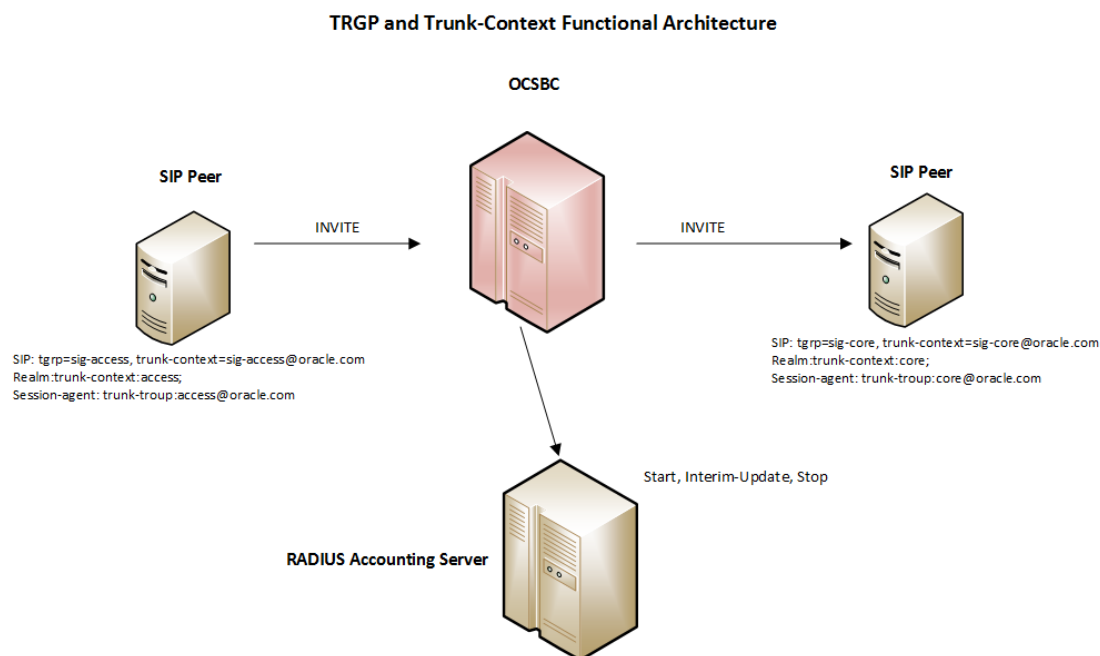 TRGP and Trunk-Context Functional Architecture
OCSBC
SIP Peer
SIP Peer
INVITE
INVITE
SIP: tgrp=sig-access, trunk-context=sig-access@oracle.com
Realm:trunk-context:access;
Session-agent: trunk-troup:access@oracle.com
SIP: tgrp=sig-core, trunk-context=sig-core@oracle.com
Realm:trunk-context:core;
Session-agent: trunk-troup:core@oracle.com
Start, Interim-Update, Stop
RADIUS Accounting Server